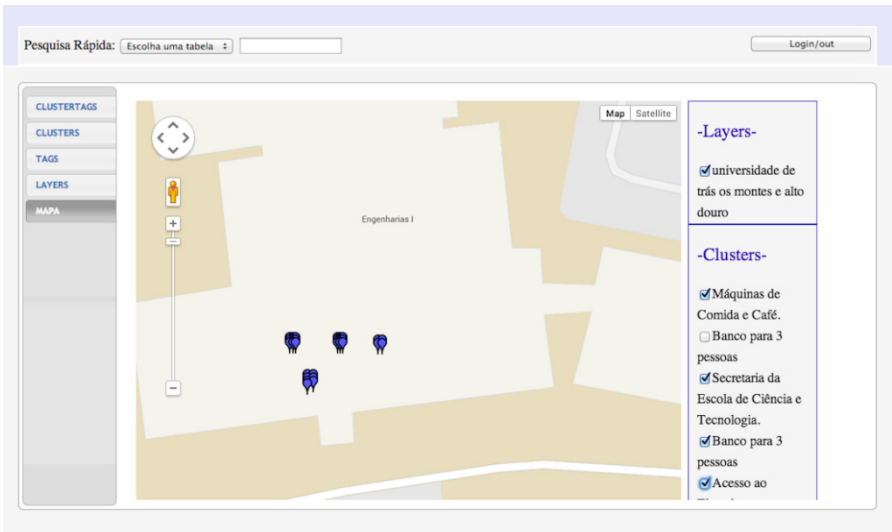 Pesquisa Rápida: Escolha uma tabela
Login/out
CLUSTERTAGS
CLUSTERS
TAGS
LAYERS
MAPA
Map Satellite
Engenharias I
-Layers-
universidade de
trás os montes e alto
douro
-Clusters-
Máquinas de
Comida e Café.
Banco para 3
pessoas
Secretaria da
Escola de Ciência e
Tecnologia.
Banco para 3
pessoas
Acesso ao